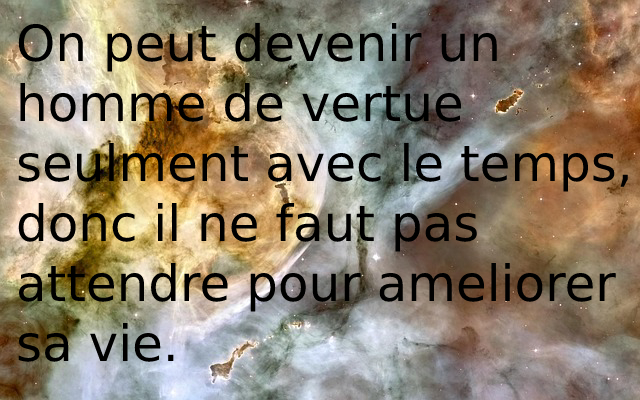 On peut devenir un
homme de vertue
seulment avec le temps,
donc il ne faut pas
attendre pour ameliorer
sa vie.